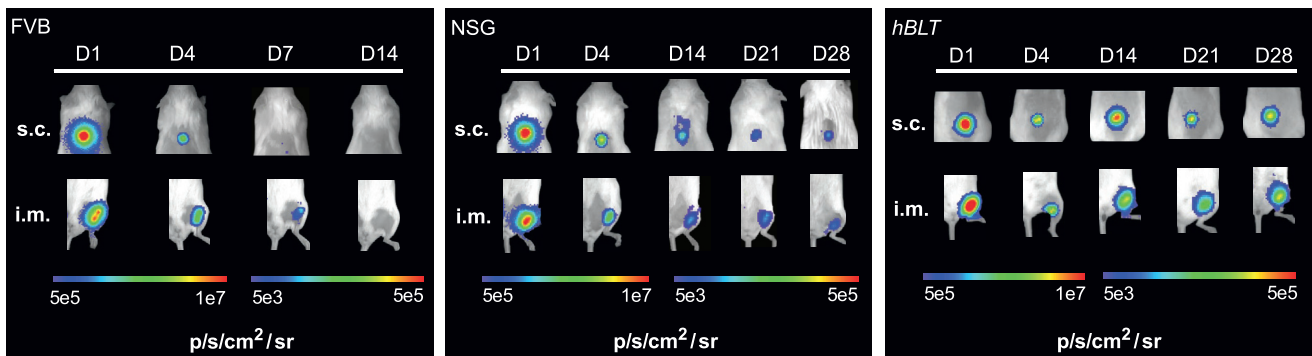 FVB
D1 D4 D7 D14
s.c.
i.m.
5e5 1e7 5e3 5e5
p/s/cm²/sr
NSG
D1 D4 D14 D21 D28
s.c.
i.m.
5e5 1e7 5e3 5e5
p/s/cm²/sr
hBLT
D1 D4 D14 D21 D28
s.c.
i.m.
5e5 1e7 5e3 5e5
p/s/cm²/sr